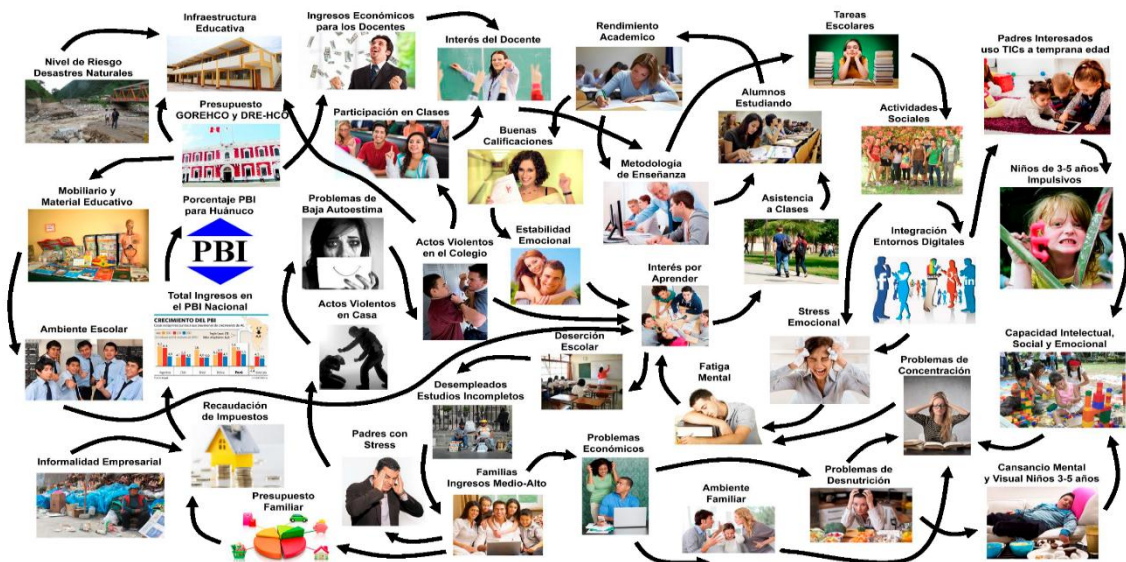 Infraestructura
Educativa
Ingresos Económicos
para los Docentes
Interés del Docente
Rendimiento
Academico
Tareas
Escolares
Padres Interesados
uso TICs a temprana edad
Nivel de Riesgo
Desastres Naturales
Presupuesto
GOREHCO y DRE-HCO
Participación en Clases
Buenas
Calificaciones
Alumnos
Estudiando
Actividades
Sociales
Metodología
de Enseñanza
Niños de 3-5 años
Impulsivos
Mobiliario y
Material Educativo
Porcentaje PBI
para Huánuco
PBI
Problemas de
Baja Autoestima
Actos Violentos
en el Colegio
Estabilidad
Emocional
Interés por
Aprender
Asistencia
a Clases
Integración
Entornos Digitales
Total Ingresos en
el PBI Nacional
CRECIMIENTO DEL PBI
Actos Violentos
en Casa
Stress
Emocional
Ambiente Escolar
Deserción
Escolar
Capacidad Intelectual,
Social y Emocional
Desempleados
Estudios Incompletos
Fatiga
Mental
Problemas de
Concentración
Recaudación
de Impuestos
Padres con
Stress
Informalidad Empresarial
Presupuesto
Familiar
Familias
Ingresos Medio-Alto
Problemas
Económicos
Ambiente
Familiar
Problemas de
Desnutrición
Cansancio Mental
y Visual Niños 3-5 años